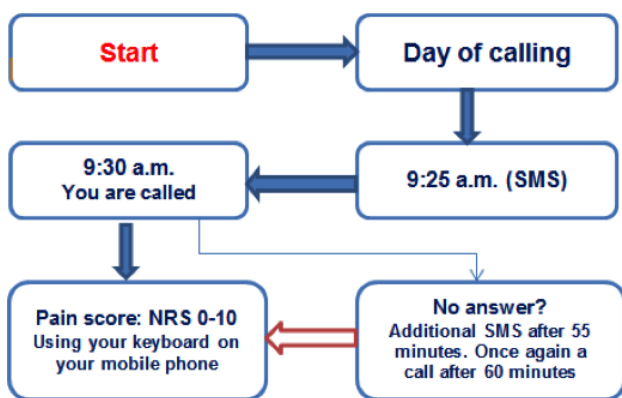 Start
Day of calling
9:25 a.m. (SMS)
9:30 a.m.
You are called
Pain score: NRS 0-10
Using your keyboard on
your mobile phone
No answer?
Additional SMS after 55
minutes. Once again a
call after 60 minutes